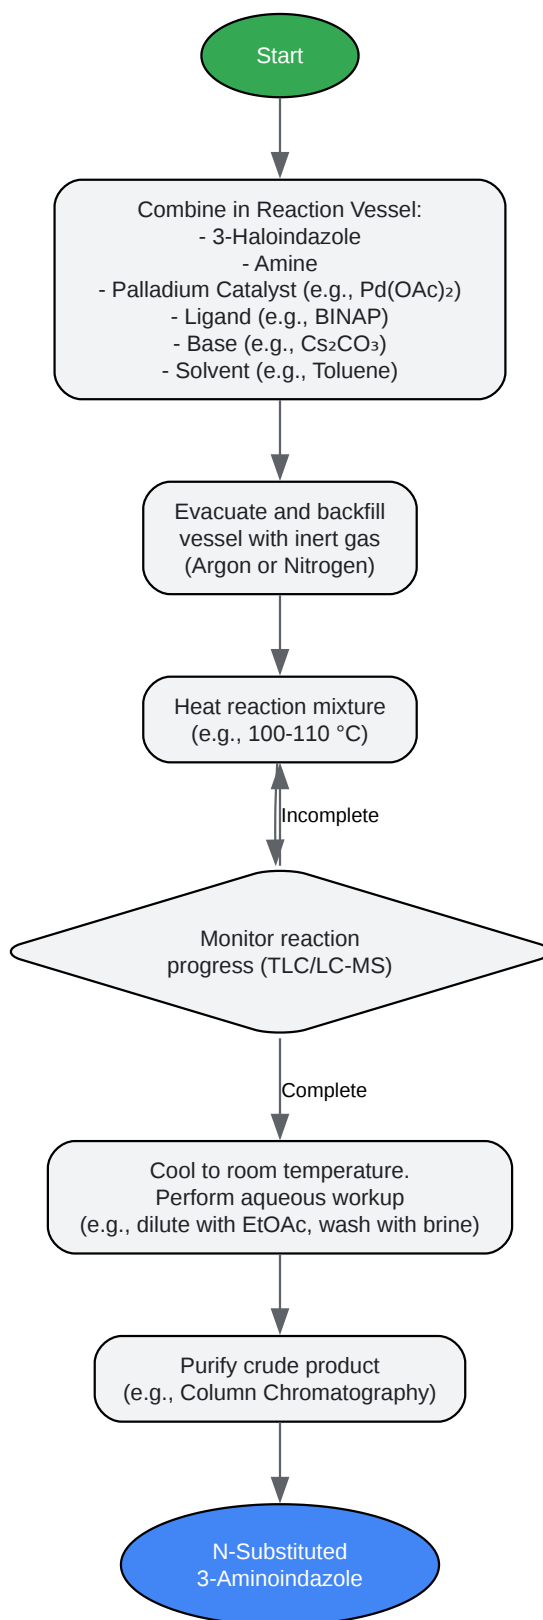 Start
Combine in Reaction Vessel:
- 3-Haloindazole
- Amine
- Palladium Catalyst (e.g., Pd(OAc)₂)
- Ligand (e.g., BINAP)
- Base (e.g., Cs₂CO₃)
- Solvent (e.g., Toluene)
Evacuate and backfill
vessel with inert gas
(Argon or Nitrogen)
Heat reaction mixture
(e.g., 100-110 °C)
Incomplete
Monitor reaction
progress (TLC/LC-MS)
Complete
Cool to room temperature.
Perform aqueous workup
(e.g., dilute with EtOAc, wash with brine)
Purify crude product
(e.g., Column Chromatography)
N-Substituted
3-Aminoindazole